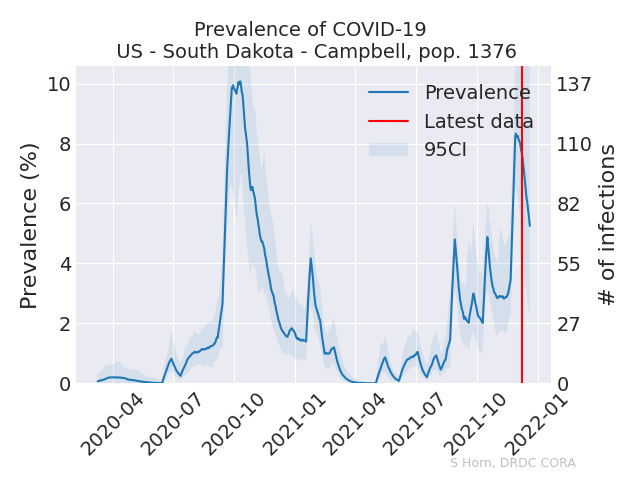 Prevalence of COVID-19
US - South Dakota - Campbell, pop. 1376
Prevalence
Latest data
95CI
Prevalence (%)
10
8
6
4
2
0
137
110
82
55
27
0
# of infections
2020-04
2020-07
2020-10
2021-01
2021-04
2021-07
2021-10
2022-01
S Horn, DRDC CORA